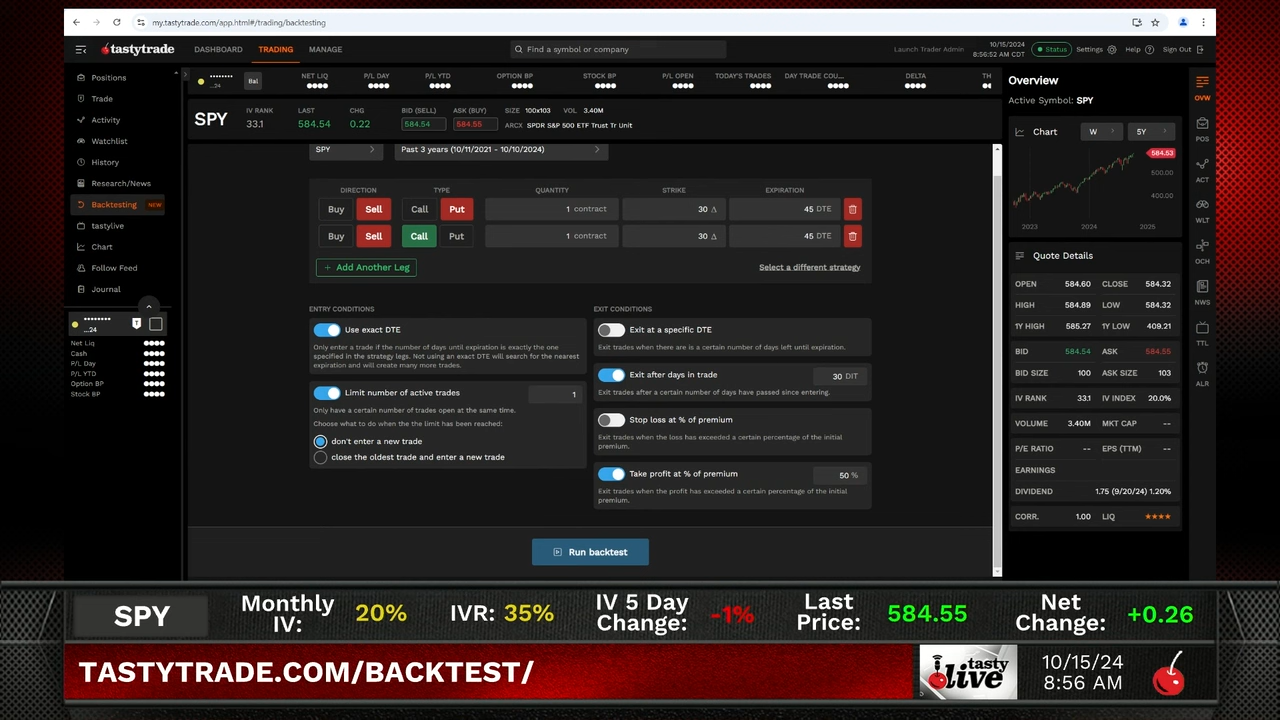 my.tastytrade.com/app.html#/trading/backtesting
tastytrade DASHBOARD TRADING MANAGE Find a symbol or company Launch Trader Admin 10/15/2024 8:56:52 AM CDT Status Settings Help Sign Out
Positions
Trade
Activity
Watchlist
History
Research/News
Backtesting NEW
tastylive
Chart
Follow Feed
Journal
...24
Net Liq
Cash
P/L Day
P/L YTD
Option BP
Stock BP
...24 Bal NET LIQ P/L DAY P/L YTD OPTION BP STOCK BP P/L OPEN TODAY'S TRADES DAY TRADE COU... DELTA TH
SPY IV RANK LAST CHG BID (SELL) ASK (BUY) SIZE 100x103 VOL 3.40M
33.1 584.54 0.22 584.54 584.55 ARCX SPDR S&P 500 ETF Trust Tr Unit
SPY Past 3 years (10/11/2021 - 10/10/2024)
DIRECTION TYPE QUANTITY STRIKE EXPIRATION
Buy Sell Call Put 1 contract 30 Δ 45 DTE
Buy Sell Call Put 1 contract 30 Δ 45 DTE
+ Add Another Leg Select a different strategy
ENTRY CONDITIONS
Use exact DTE
Only enter a trade if the number of days until expiration is exactly the one
specified in the strategy legs. Not using an exact DTE will search for the nearest
expiration and will create many more trades.
Limit number of active trades 1
Only have a certain number of trades open at the same time.
Choose what to do when the the limit has been reached:
don't enter a new trade
close the oldest trade and enter a new trade
EXIT CONDITIONS
Exit at a specific DTE
Exit trades when there are is a certain number of days left until expiration.
Exit after days in trade 30 DIT
Exit trades after a certain number of days have passed since entering.
Stop loss at % of premium
Exit trades when the loss has exceeded a certain percentage of the initial
premium.
Take profit at % of premium 50 %
Exit trades when the profit has exceeded a certain percentage of the initial
premium.
Run backtest
Overview
Active Symbol: SPY
Chart W 5Y
584.53
500.00
400.00
2023 2024 2025
Quote Details
OPEN 584.60 CLOSE 584.32
HIGH 584.89 LOW 584.32
1Y HIGH 585.27 1Y LOW 409.21
BID 584.54 ASK 584.55
BID SIZE 100 ASK SIZE 103
IV RANK 33.1 IV INDEX 20.0%
VOLUME 3.40M MKT CAP --
P/E RATIO -- EPS (TTM) --
EARNINGS
DIVIDEND 1.75 (9/20/24) 1.20%
CORR. 1.00 LIQ ★★★★
OVW
POS
ACT
WLT
OCH
NWS
TTL
ALR
SPY Monthly IV: 20% IVR: 35% IV 5 Day Change: -1% Last Price: 584.55 Net Change: +0.26
TASTYTRADE.COM/BACKTEST/
tasty live
10/15/24
8:56 AM